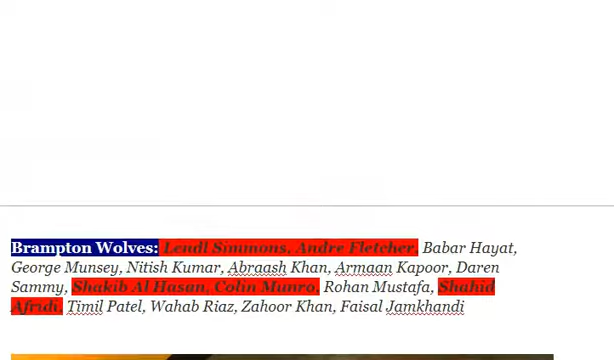 Brampton Wolves: Lendl Simmons, Andre Fletcher, Babar Hayat,
George Munsey, Nitish Kumar, Abraash Khan, Armaan Kapoor, Daren
Sammy, Shakib Al Hasan, Colin Munro, Rohan Mustafa, Shahid
Afridi, Timil Patel, Wahab Riaz, Zahoor Khan, Faisal Jamkhandi